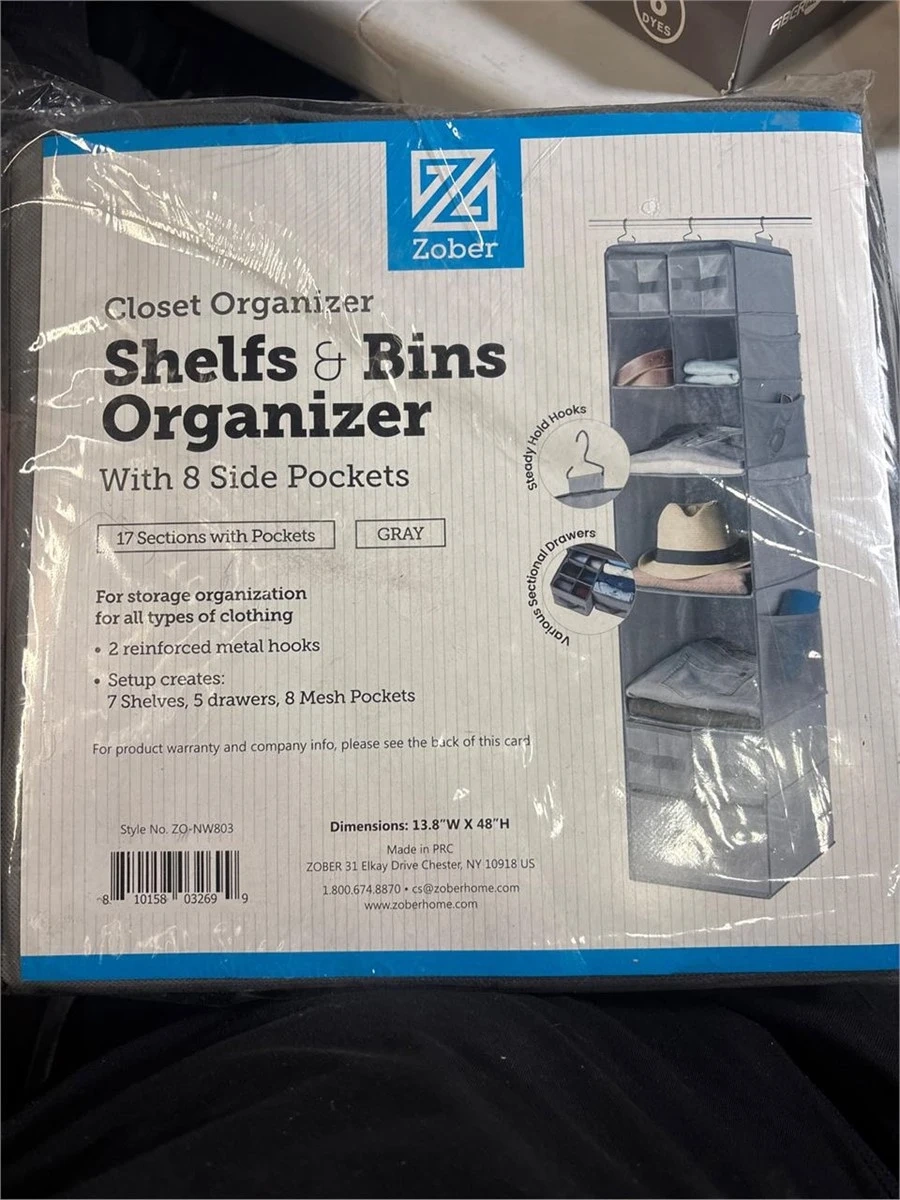 DYES
Zober
Closet Organizer
Shelfs & Bins
Organizer
With 8 Side Pockets
17 Sections with Pockets
GRAY
Steady Hold Hooks
Various Sectional Drawers
For storage organization
for all types of clothing
• 2 reinforced metal hooks
• Setup creates:
7 Shelves, 5 drawers, 8 Mesh Pockets
For product warranty and company info, please see the back of this card
Style No. ZO-NW803
8 10158 03269 9
Dimensions: 13.8"W X 48"H
Made in PRC
ZOBER 31 Elkay Drive Chester, NY 10918 US
1.800.674.8870 • cs@zoberhome.com
www.zoberhome.com